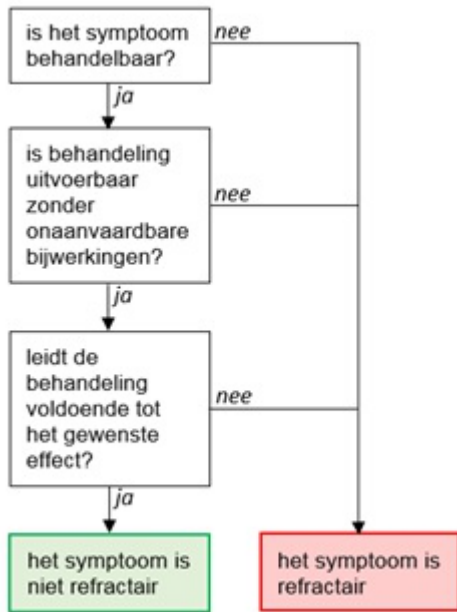 is het symptoom
behandelbaar?
nee
ja
is behandeling
uitvoerbaar
zonder
onaanvaardbare
bijwerkingen?
nee
ja
leidt de
behandeling
voldoende tot
het gewenste
effect?
nee
ja
het symptoom is
niet refractair
het symptoom is
refractair